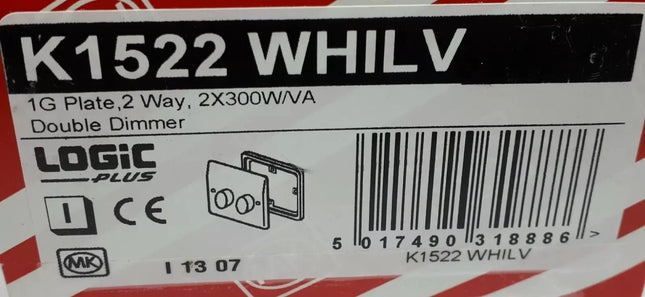 K1522 WHILV
1G Plate,2 Way, 2X300W/VA
Double Dimmer
LOGIC
PLUS
I CE
5 017490 318886 >
K1522 WHILV
MK I 13 07